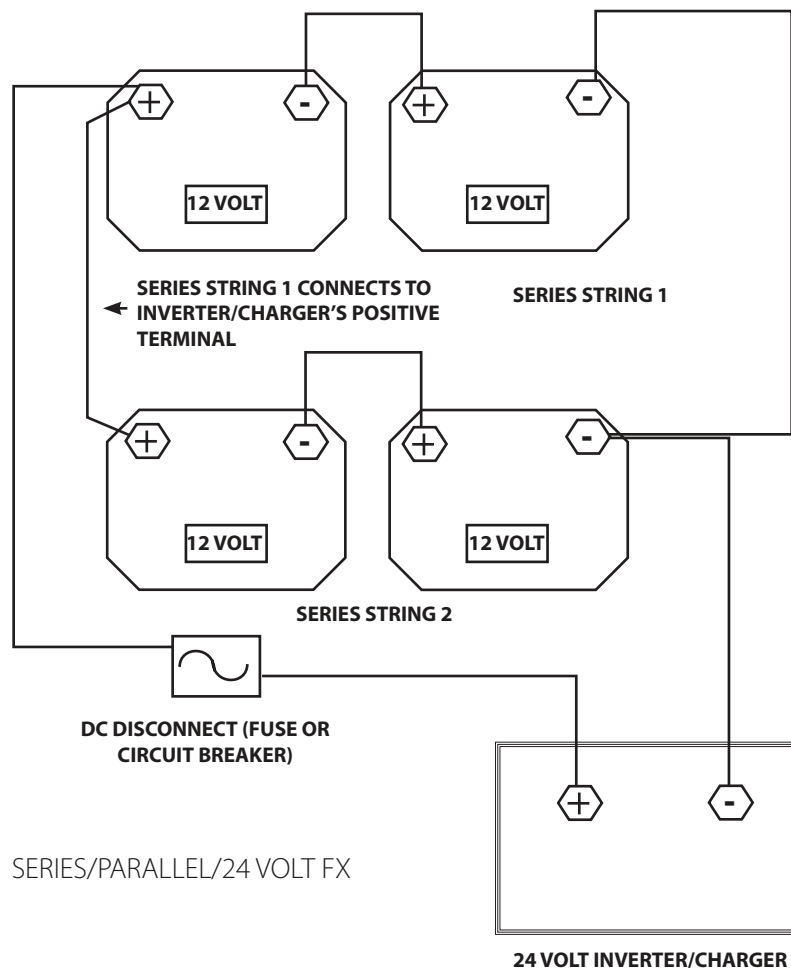 +
-
+
-
12 VOLT
12 VOLT
SERIES STRING 1 CONNECTS TO
INVERTER/CHARGER'S POSITIVE
TERMINAL
SERIES STRING 1
+
-
+
-
12 VOLT
12 VOLT
SERIES STRING 2
DC DISCONNECT (FUSE OR
CIRCUIT BREAKER)
+
-
SERIES/PARALLEL/24 VOLT FX
24 VOLT INVERTER/CHARGER